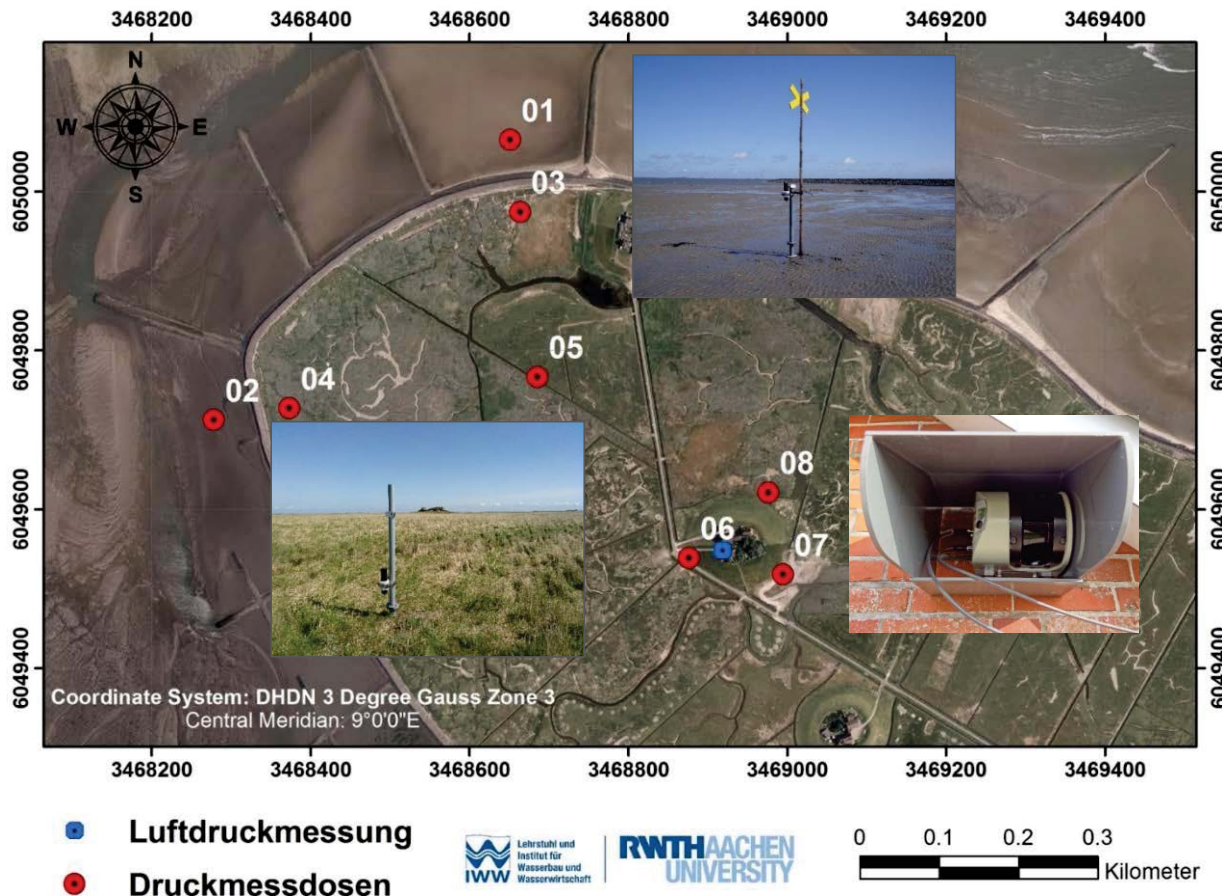 3468200 3468400 3468600 3468800 3469000 3469200 3469400
N
W E
S
01
03
02
04
05
08
06
07
6050000
6049800
6049600
6049400
6050000
6049800
6049600
6049400
Coordinate System: DHDN 3 Degree Gauss Zone 3
Central Meridian: 9°0'0"E
3468200 3468400 3468600 3468800 3469000 3469200 3469400
Luftdruckmessung
Druckmessdosen
IWW
Lehrstuhl und
Institut für
Wasserbau und
Wasserwirtschaft
RWTH AACHEN
UNIVERSITY
0 0.1 0.2 0.3
Kilometer